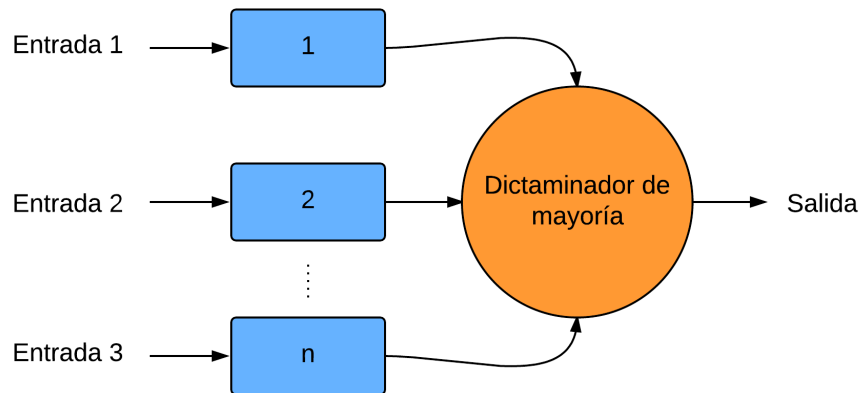 Entrada 1
1
Entrada 2
2
Dictaminador de
mayoría
Salida
Entrada 3
n